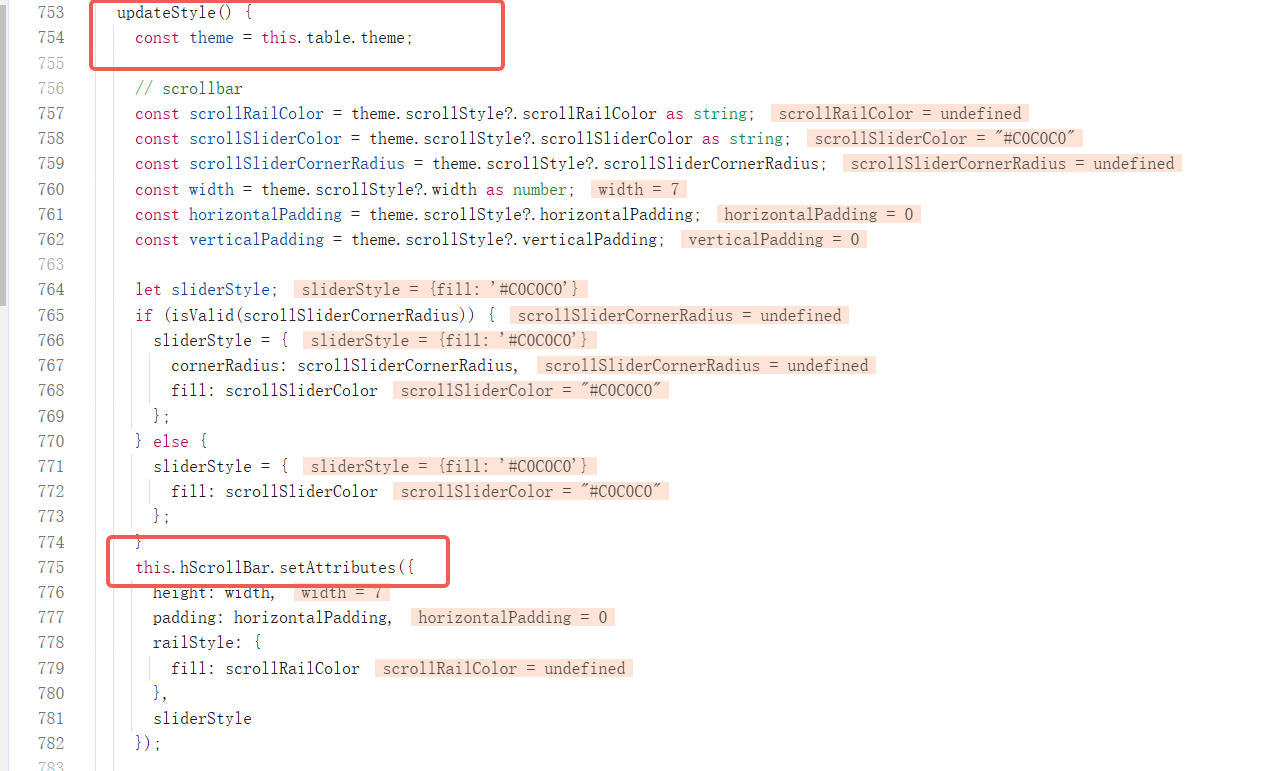 753 updateStyle() {
754 const theme = this.table.theme;
755
756 // scrollbar
757 const scrollRailColor = theme.scrollStyle?.scrollRailColor as string; scrollRailColor = undefined
758 const scrollSliderColor = theme.scrollStyle?.scrollSliderColor as string; scrollSliderColor = "#C0C0C0"
759 const scrollSliderCornerRadius = theme.scrollStyle?.scrollSliderCornerRadius; scrollSliderCornerRadius = undefined
760 const width = theme.scrollStyle?.width as number; width = 7
761 const horizontalPadding = theme.scrollStyle?.horizontalPadding; horizontalPadding = 0
762 const verticalPadding = theme.scrollStyle?.verticalPadding; verticalPadding = 0
763
764 let sliderStyle; sliderStyle = {fill: '#C0C0C0'}
765 if (isValid(scrollSliderCornerRadius)) { scrollSliderCornerRadius = undefined
766 sliderStyle = { sliderStyle = {fill: '#C0C0C0'}
767 cornerRadius: scrollSliderCornerRadius, scrollSliderCornerRadius = undefined
768 fill: scrollSliderColor scrollSliderColor = "#C0C0C0"
769 };
770 } else {
771 sliderStyle = { sliderStyle = {fill: '#C0C0C0'}
772 fill: scrollSliderColor scrollSliderColor = "#C0C0C0"
773 };
774 }
775 this.hScrollBar.setAttributes({
776 height: width, width = 7
777 padding: horizontalPadding, horizontalPadding = 0
778 railStyle: {
779 fill: scrollRailColor scrollRailColor = undefined
780 },
781 sliderStyle
782 });
783